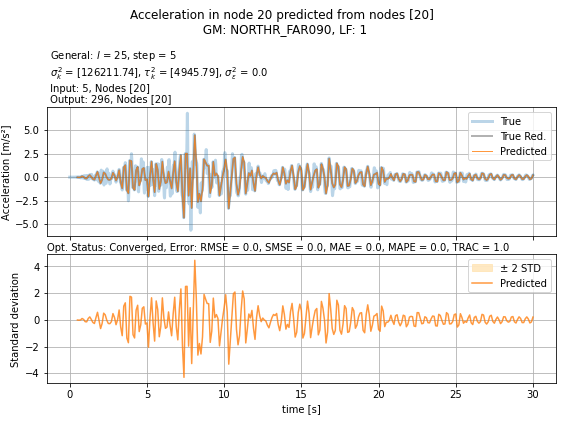 Acceleration in node 20 predicted from nodes [20]
GM: NORTHR_FAR090, LF: 1
General: l = 25, step = 5
σ²ₖ = [126211.74], τ²ₖ = [4945.79], σ²ε = 0.0
Input: 5, Nodes [20]
Output: 296, Nodes [20]
Acceleration [m/s²]
5.0
2.5
0.0
−2.5
−5.0
True
True Red.
Predicted
Opt. Status: Converged, Error: RMSE = 0.0, SMSE = 0.0, MAE = 0.0, MAPE = 0.0, TRAC = 1.0
Standard deviation
4
2
0
−2
−4
± 2 STD
Predicted
0 5 10 15 20 25 30
time [s]